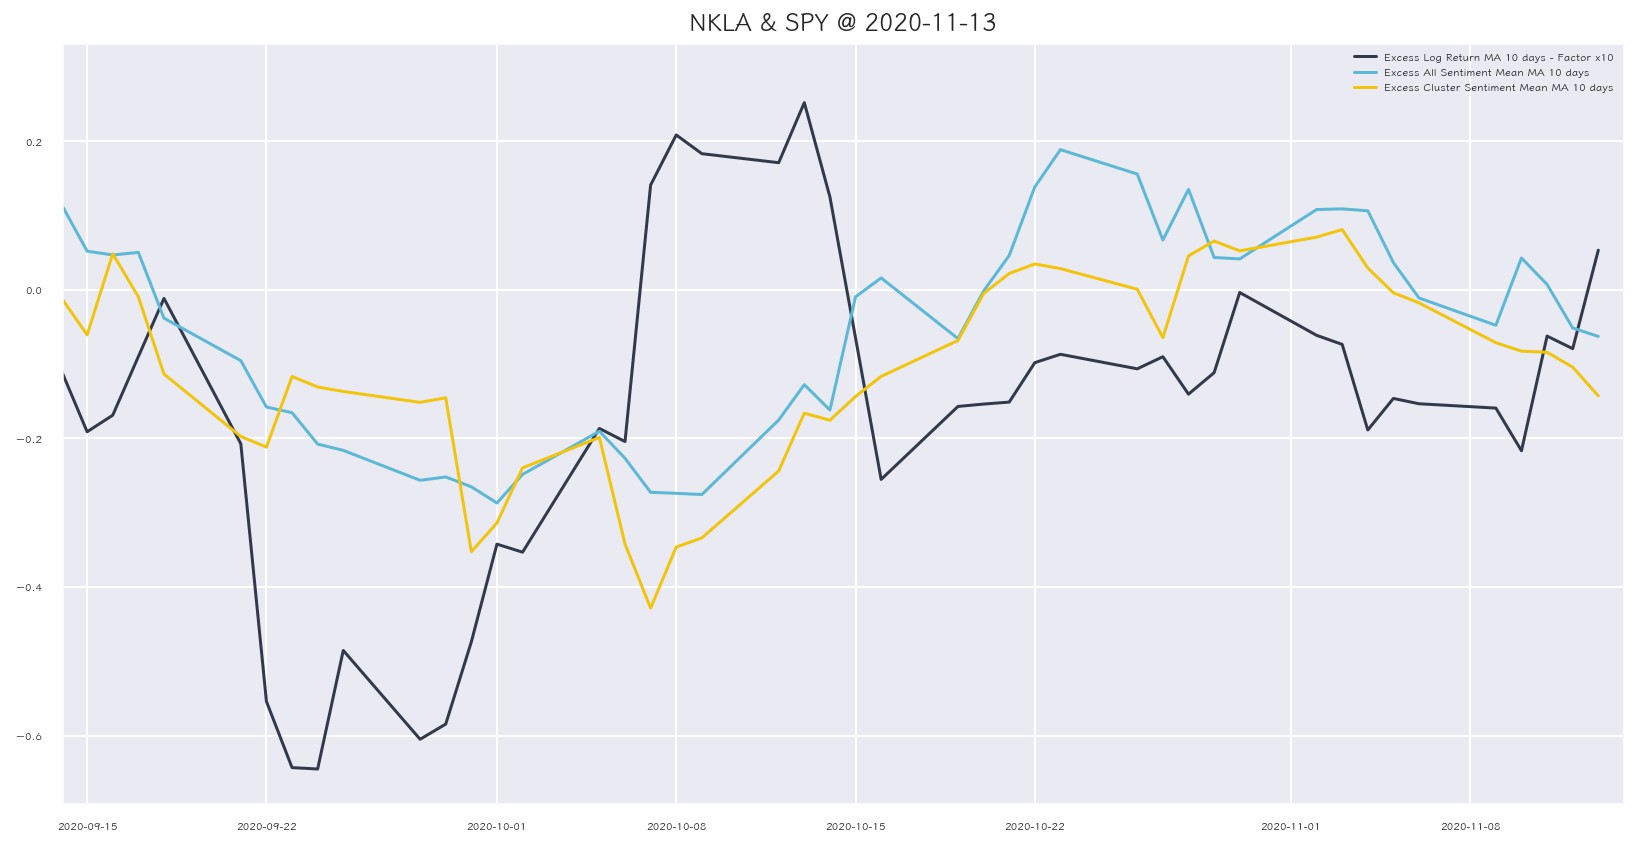 NKLA & SPY @ 2020-11-13
Excess Log Return MA 10 days - Factor x10
Excess All Sentiment Mean MA 10 days
Excess Cluster Sentiment Mean MA 10 days
0.2
0.0
−0.2
−0.4
−0.6
2020-09-15 2020-09-22 2020-10-01 2020-10-08 2020-10-15 2020-10-22 2020-11-01 2020-11-08